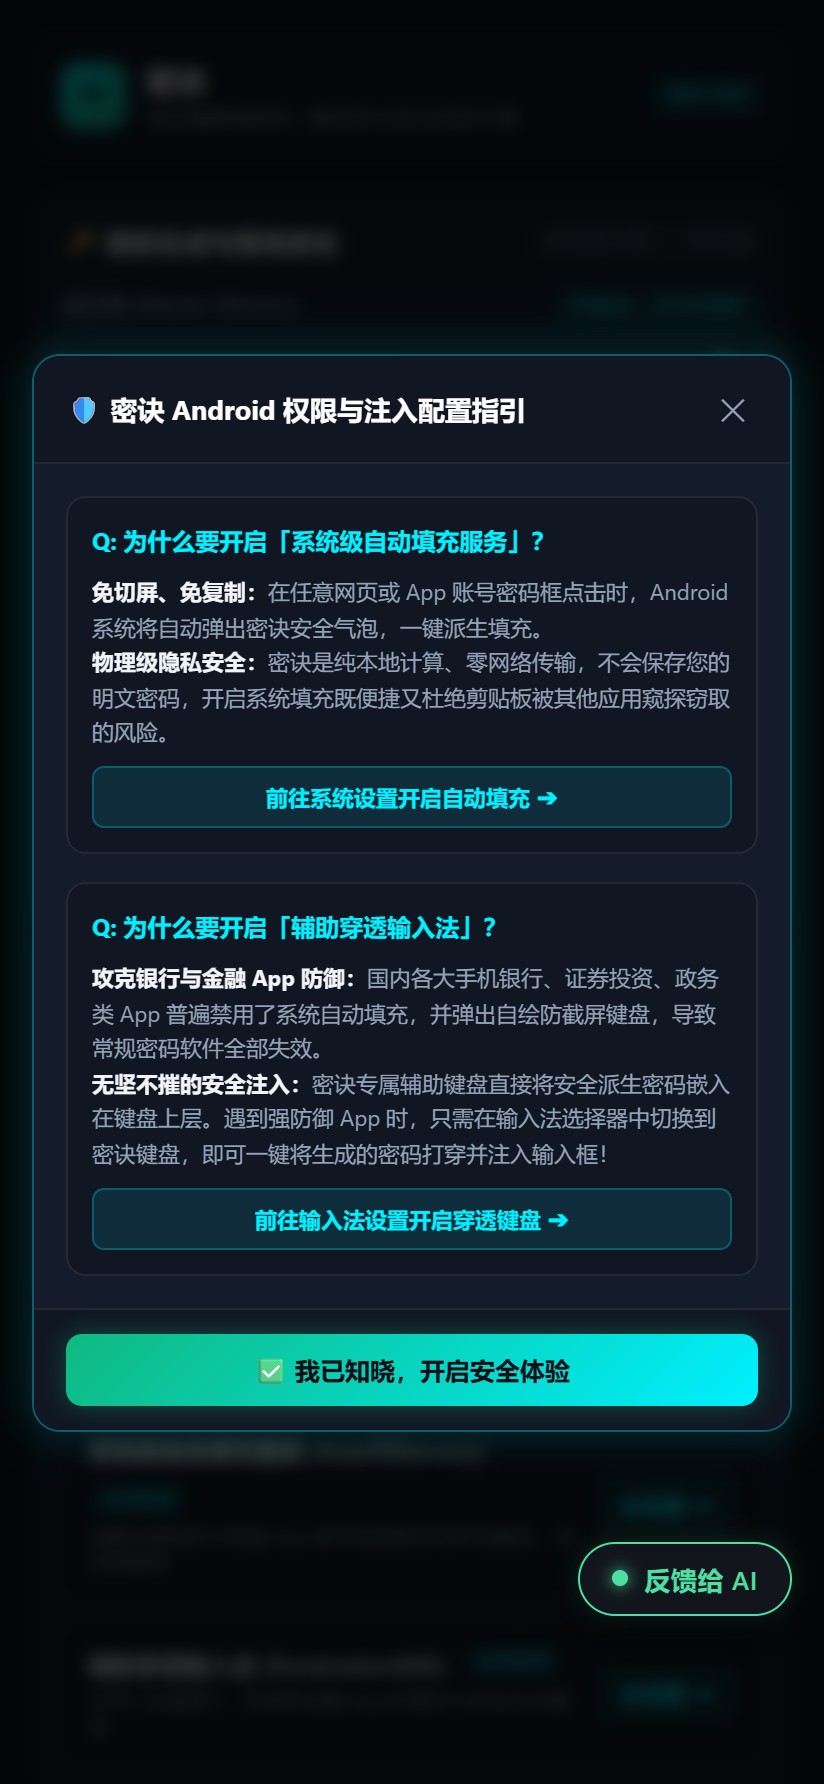 密诀 Android 权限与注入配置指引
Q: 为什么要开启「系统级自动填充服务」?
免切屏、免复制：在任意网页或 App 账号密码框点击时，Android
系统将自动弹出密诀安全气泡，一键派生填充。
物理级隐私安全：密诀是纯本地计算、零网络传输，不会保存您的
明文密码，开启系统填充既便捷又杜绝剪贴板被其他应用窥探窃取
的风险。
前往系统设置开启自动填充 ➔
Q: 为什么要开启「辅助穿透输入法」?
攻克银行与金融 App 防御：国内各大手机银行、证券投资、政务
类 App 普遍禁用了系统自动填充，并弹出自绘防截屏键盘，导致
常规密码软件全部失效。
无坚不摧的安全注入：密诀专属辅助键盘直接将安全派生密码嵌入
在键盘上层。遇到强防御 App 时，只需在输入法选择器中切换到
密诀键盘，即可一键将生成的密码打穿并注入输入框！
前往输入法设置开启穿透键盘 ➔
✅ 我已知晓，开启安全体验
反馈给 AI